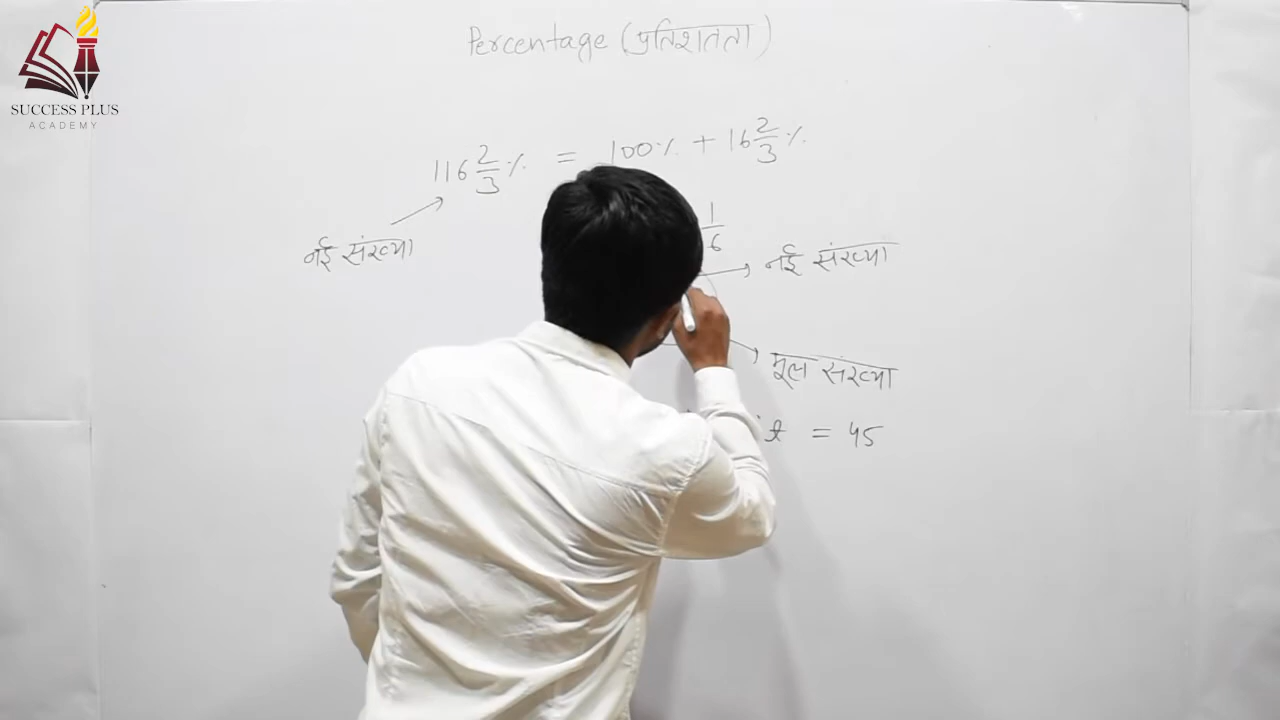 SUCCESS PLUS
ACADEMY
Percentage (प्रतिशतता)
116 2/3 % = 100% + 16 2/3 %
1/6
नई संख्या
नई संख्या
मूल संख्या
= 45